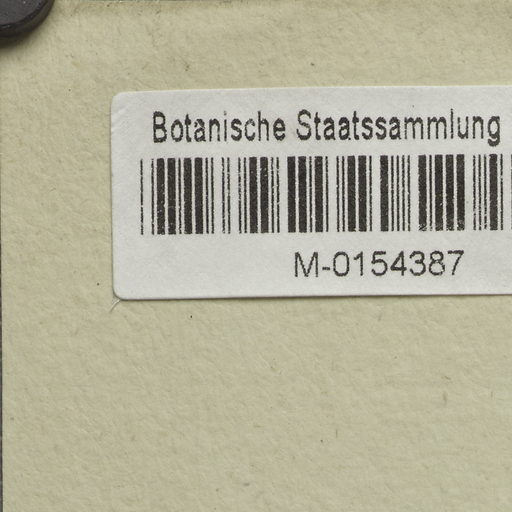 Botanische Staatssammlung
M-0154387